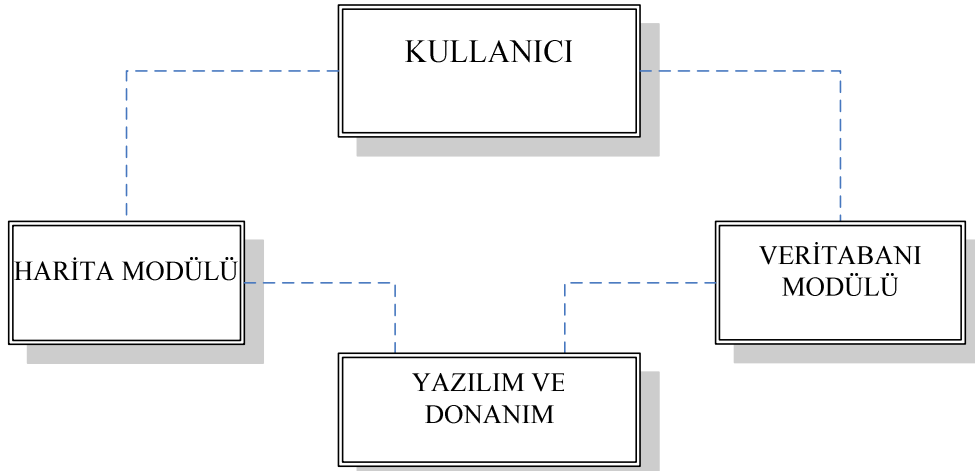 KULLANICI
HARİTA MODÜLÜ
VERİTABANI
MODÜLÜ
YAZILIM VE
DONANIM